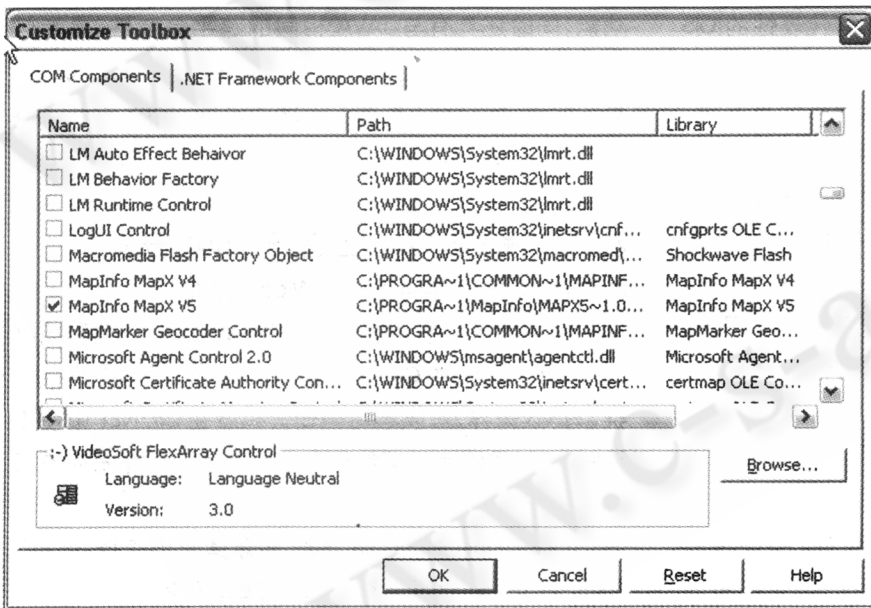 Customize Toolbox
COM Components .NET Framework Components
Name Path Library
LM Auto Effect Behaivor C:\WINDOWS\System32\lmrt.dll
LM Behavior Factory C:\WINDOWS\System32\lmrt.dll
LM Runtime Control C:\WINDOWS\System32\lmrt.dll
LogUI Control C:\WINDOWS\System32\inetsrv\cnf... cnfgprts OLE C...
Macromedia Flash Factory Object C:\WINDOWS\System32\macromed\... Shockwave Flash
MapInfo MapX V4 C:\PROGRA~1\COMMON~1\MAPINF... MapInfo MapX V4
MapInfo MapX V5 C:\PROGRA~1\MapInfo\MAPX5~1.0... MapInfo MapX V5
MapMarker Geocoder Control C:\PROGRA~1\COMMON~1\MAPINF... MapMarker Geo...
Microsoft Agent Control 2.0 C:\WINDOWS\msagent\agentctl.dll Microsoft Agent...
Microsoft Certificate Authority Con... C:\WINDOWS\System32\inetsrv\cert... certmap OLE Co...
:-) VideoSoft FlexArray Control
Language: Language Neutral
Version: 3.0
Browse...
OK Cancel Reset Help
www.c-s-a